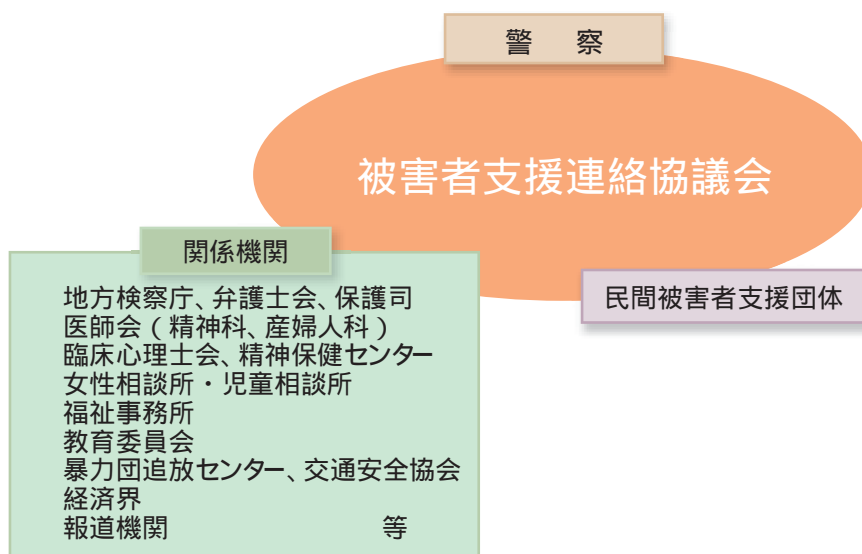 警　察
被害者支援連絡協議会
関係機関
地方検察庁、弁護士会、保護司
医師会（精神科、産婦人科）
臨床心理士会、精神保健センター
女性相談所・児童相談所
福祉事務所
教育委員会
暴力団追放センター、交通安全協会
経済界
報道機関　　　　　　　　等
民間被害者支援団体